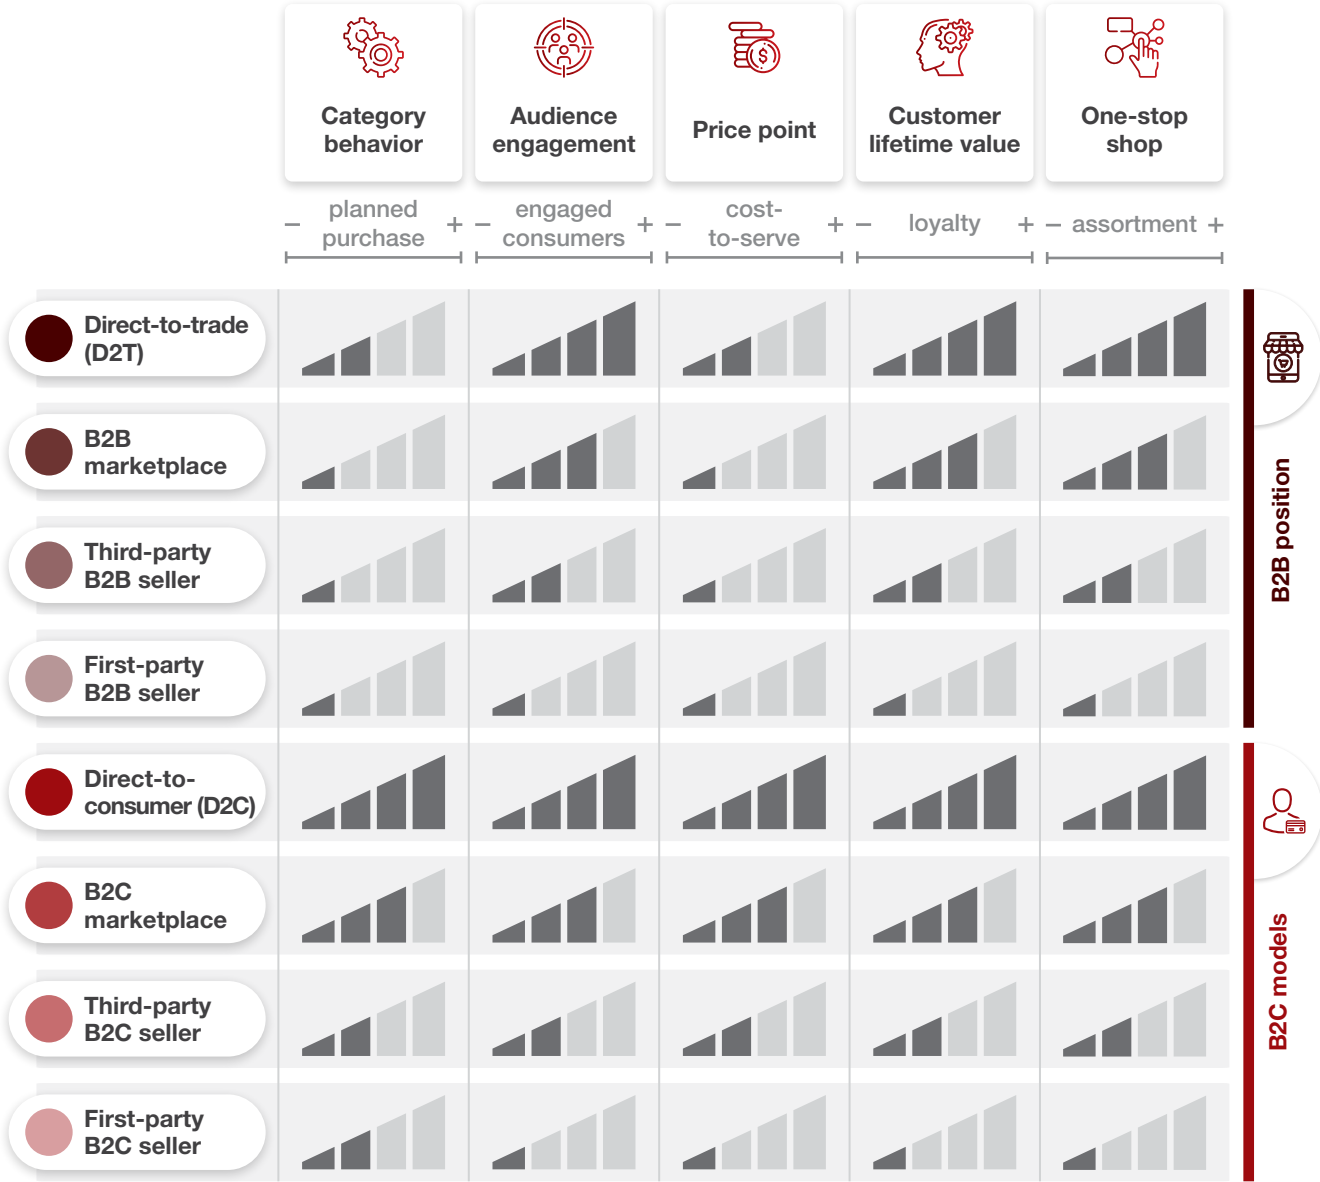 Category
behavior
Audience
engagement
Price point
Customer
lifetime value
One-stop
shop
− planned
purchase +
− engaged
consumers +
− cost-
to-serve +
− loyalty +
− assortment +
Direct-to-trade
(D2T)
B2B
marketplace
Third-party
B2B seller
First-party
B2B seller
B2B position
Direct-to-
consumer (D2C)
B2C
marketplace
Third-party
B2C seller
First-party
B2C seller
B2C models